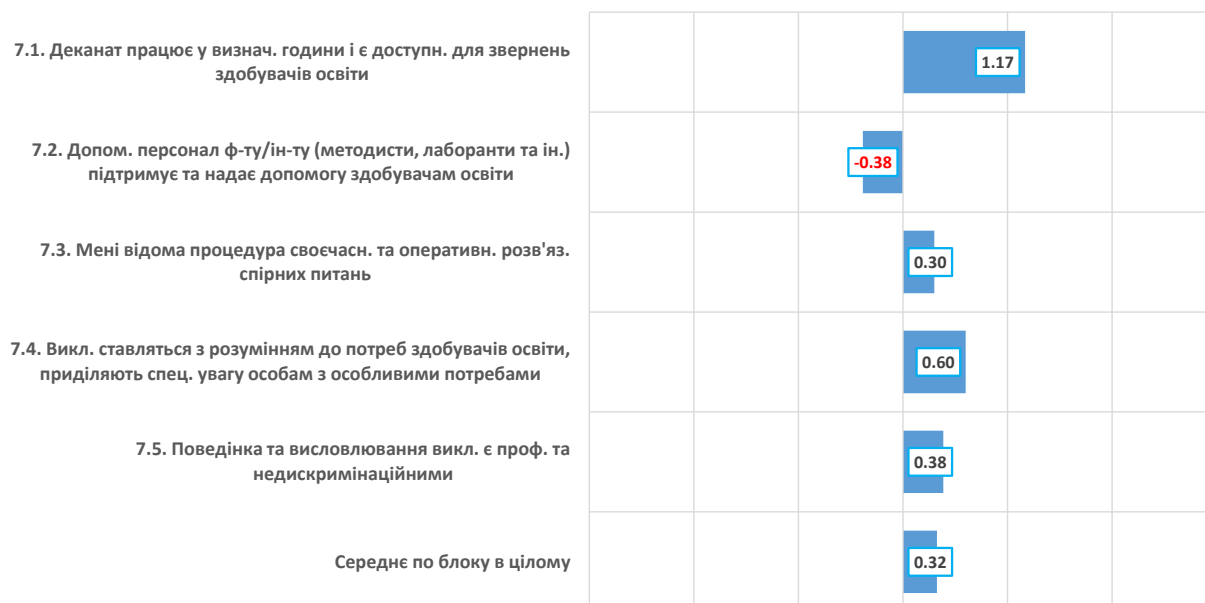 7.1. Деканат працює у визнач. години і є доступн. для звернень
здобувачів освіти
1.17
7.2. Допом. персонал ф-ту/ін-ту (методисти, лаборанти та ін.)
підтримує та надає допомогу здобувачам освіти
-0.38
7.3. Мені відома процедура своєчасн. та оперативн. розв'яз.
спірних питань
0.30
7.4. Викл. ставляться з розумінням до потреб здобувачів освіти,
приділяють спец. увагу особам з особливими потребами
0.60
7.5. Поведінка та висловлювання викл. є проф. та
недискримінаційними
0.38
Середнє по блоку в цілому
0.32